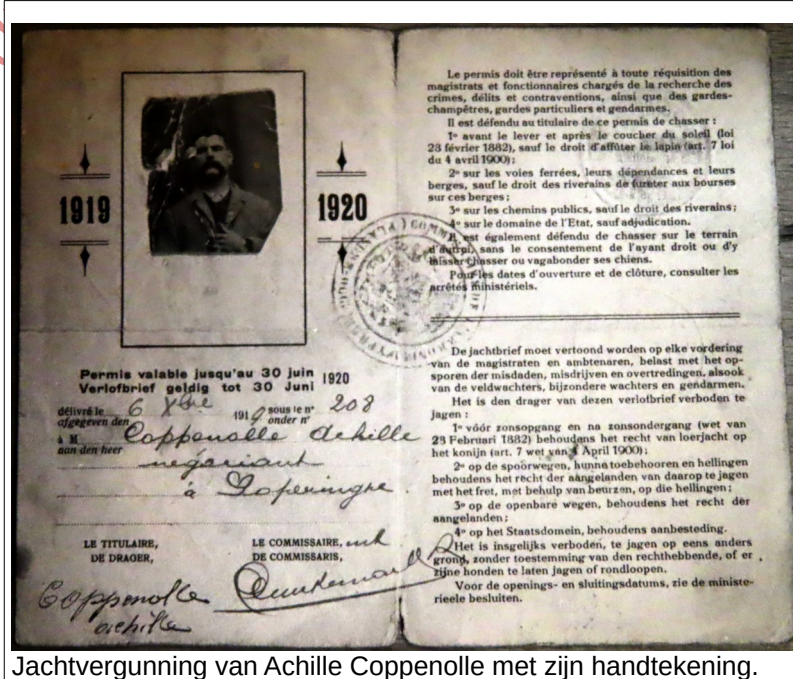 1919
1920
Permis valable jusqu'au 30 juin 1920
Verlofbrief geldig tot 30 Juni
délivré le 6 Xbre 1919 sous le n° 208
afgegeven den onder n°
à M Coppenolle Achille
aan den heer
négociant
à Poperinghe.
LE TITULAIRE, LE COMMISSAIRE,
DE DRAGER, DE COMMISSARIS,
Coppenolle
achille
Le permis doit être représenté à toute réquisition des
magistrats et fonctionnaires chargés de la recherche des
crimes, délits et contraventions, ainsi que des gardes-
champêtres, gardes particuliers et gendarmes.
Il est défendu au titulaire de ce permis de chasser :
1° avant le lever et après le coucher du soleil (loi
28 février 1882), sauf le droit d'affûter le lapin (art. 7 loi
du 4 avril 1900) ;
2° sur les voies ferrées, leurs dépendances et leurs
berges, sauf le droit des riverains de fureter aux bourses
sur ces berges ;
3° sur les chemins publics, sauf le droit des riverains ;
4° sur le domaine de l'Etat, sauf adjudication.
Il est également défendu de chasser sur le terrain
d'autrui, sans le consentement de l'ayant droit ou d'y
laisser chasser ou vagabonder ses chiens.
Pour les dates d'ouverture et de clôture, consulter les
arrêtés ministériels.
De jachtbrief moet vertoond worden op elke vordering
van de magistraten en ambtenaren, belast met het op-
sporen der misdaden, misdrijven en overtredingen, alsook
van de veldwachters, bijzondere wachters en gendarmen.
Het is den drager van dezen verlofbrief verboden te
jagen :
1° vóór zonsopgang en na zonsondergang (wet van
28 Februari 1882) behoudens het recht van loerjacht op
het konijn (art. 7 wet van 4 April 1900) ;
2° op de spoorwegen, hunne toebehooren en hellingen
behoudens het recht der aangelanden van daarop te jagen
met het fret, met behulp van beurzen, op die hellingen ;
3° op de openbare wegen, behoudens het recht der
aangelanden ;
4° op het Staatsdomein, behoudens aanbesteding.
Het is insgelijks verboden, te jagen op eens anders
grond, zonder toestemming van den rechthebbende, of er
zijne honden te laten jagen of rondloopen.
Voor de openings- en sluitingsdatums, zie de ministe-
rieele besluiten.
Jachtvergunning van Achille Coppenolle met zijn handtekening.